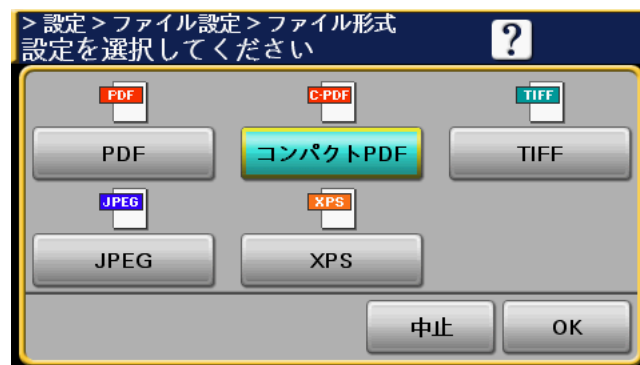 > 設定 > ファイル設定 > ファイル形式
設定を選択してください
?
PDF
C-PDF
TIFF
PDF
コンパクトPDF
TIFF
JPEG
XPS
JPEG
XPS
中止
OK